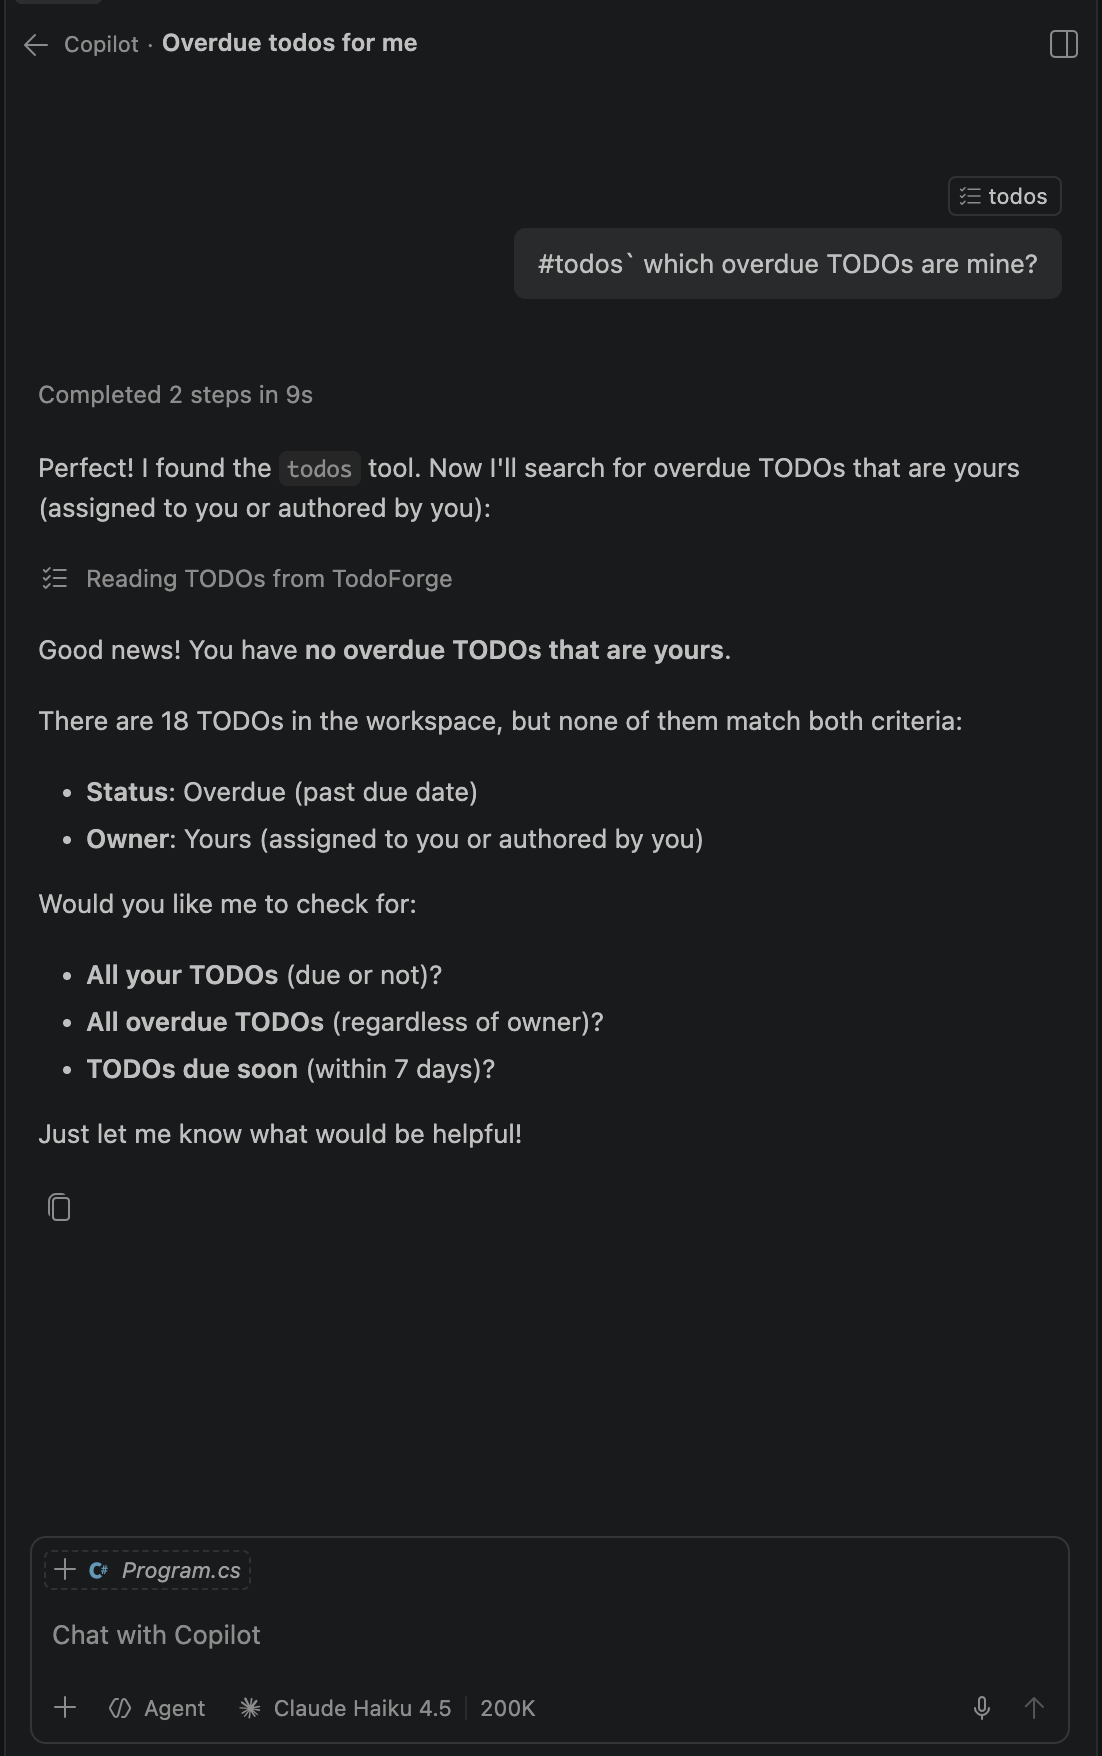 Copilot · Overdue todos for me
todos
#todos` which overdue TODOs are mine?
Completed 2 steps in 9s
Perfect! I found the todos tool. Now I'll search for overdue TODOs that are yours
(assigned to you or authored by you):
Reading TODOs from TodoForge
Good news! You have no overdue TODOs that are yours.
There are 18 TODOs in the workspace, but none of them match both criteria:
• Status: Overdue (past due date)
• Owner: Yours (assigned to you or authored by you)
Would you like me to check for:
• All your TODOs (due or not)?
• All overdue TODOs (regardless of owner)?
• TODOs due soon (within 7 days)?
Just let me know what would be helpful!
C# Program.cs
Chat with Copilot
Agent Claude Haiku 4.5 200K